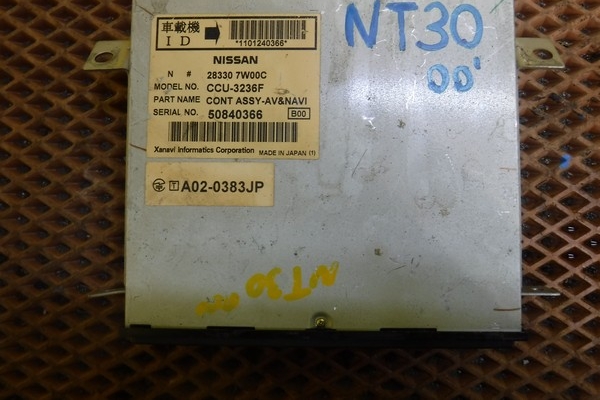 車載機
ID
*1101240366*
NISSAN
N # 28330 7W00C
MODEL NO. CCU-3236F
PART NAME CONT ASSY-AV&NAVI
SERIAL NO. 50840366 B00
Xanavi Informatics Corporation MADE IN JAPAN (1)
T A02-0383JP
NT30
00'
NT30